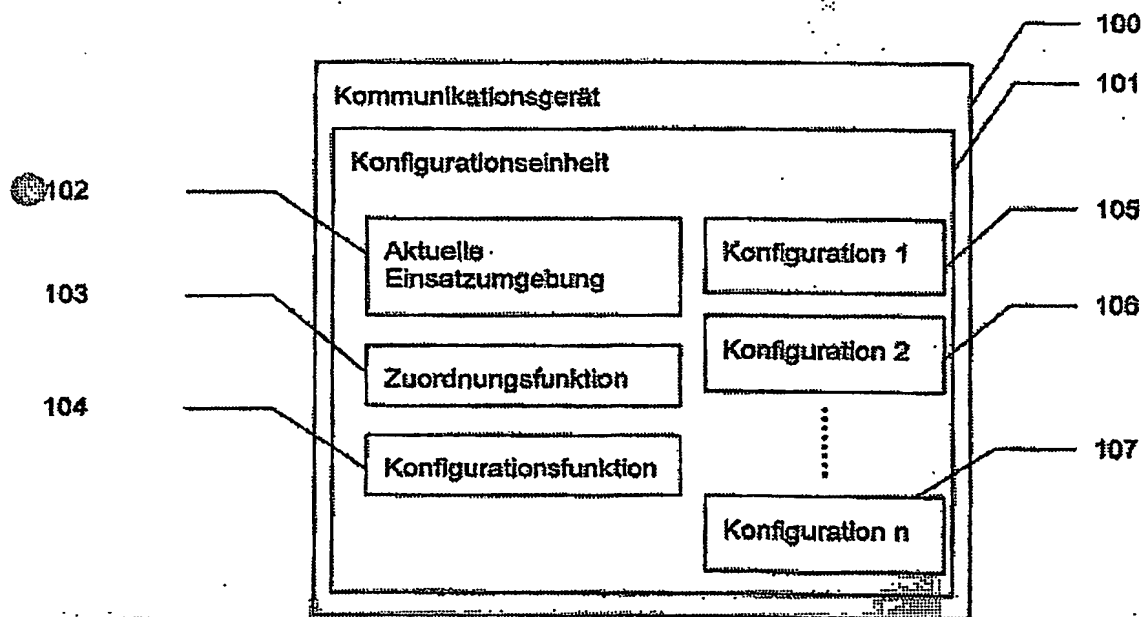 100
Kommunikationsgerät
101
Konfigurationseinheit
102
105
Aktuelle
Einsatzumgebung
Konfiguration 1
103
106
Zuordnungsfunktion
Konfiguration 2
104
Konfigurationsfunktion
107
Konfiguration n